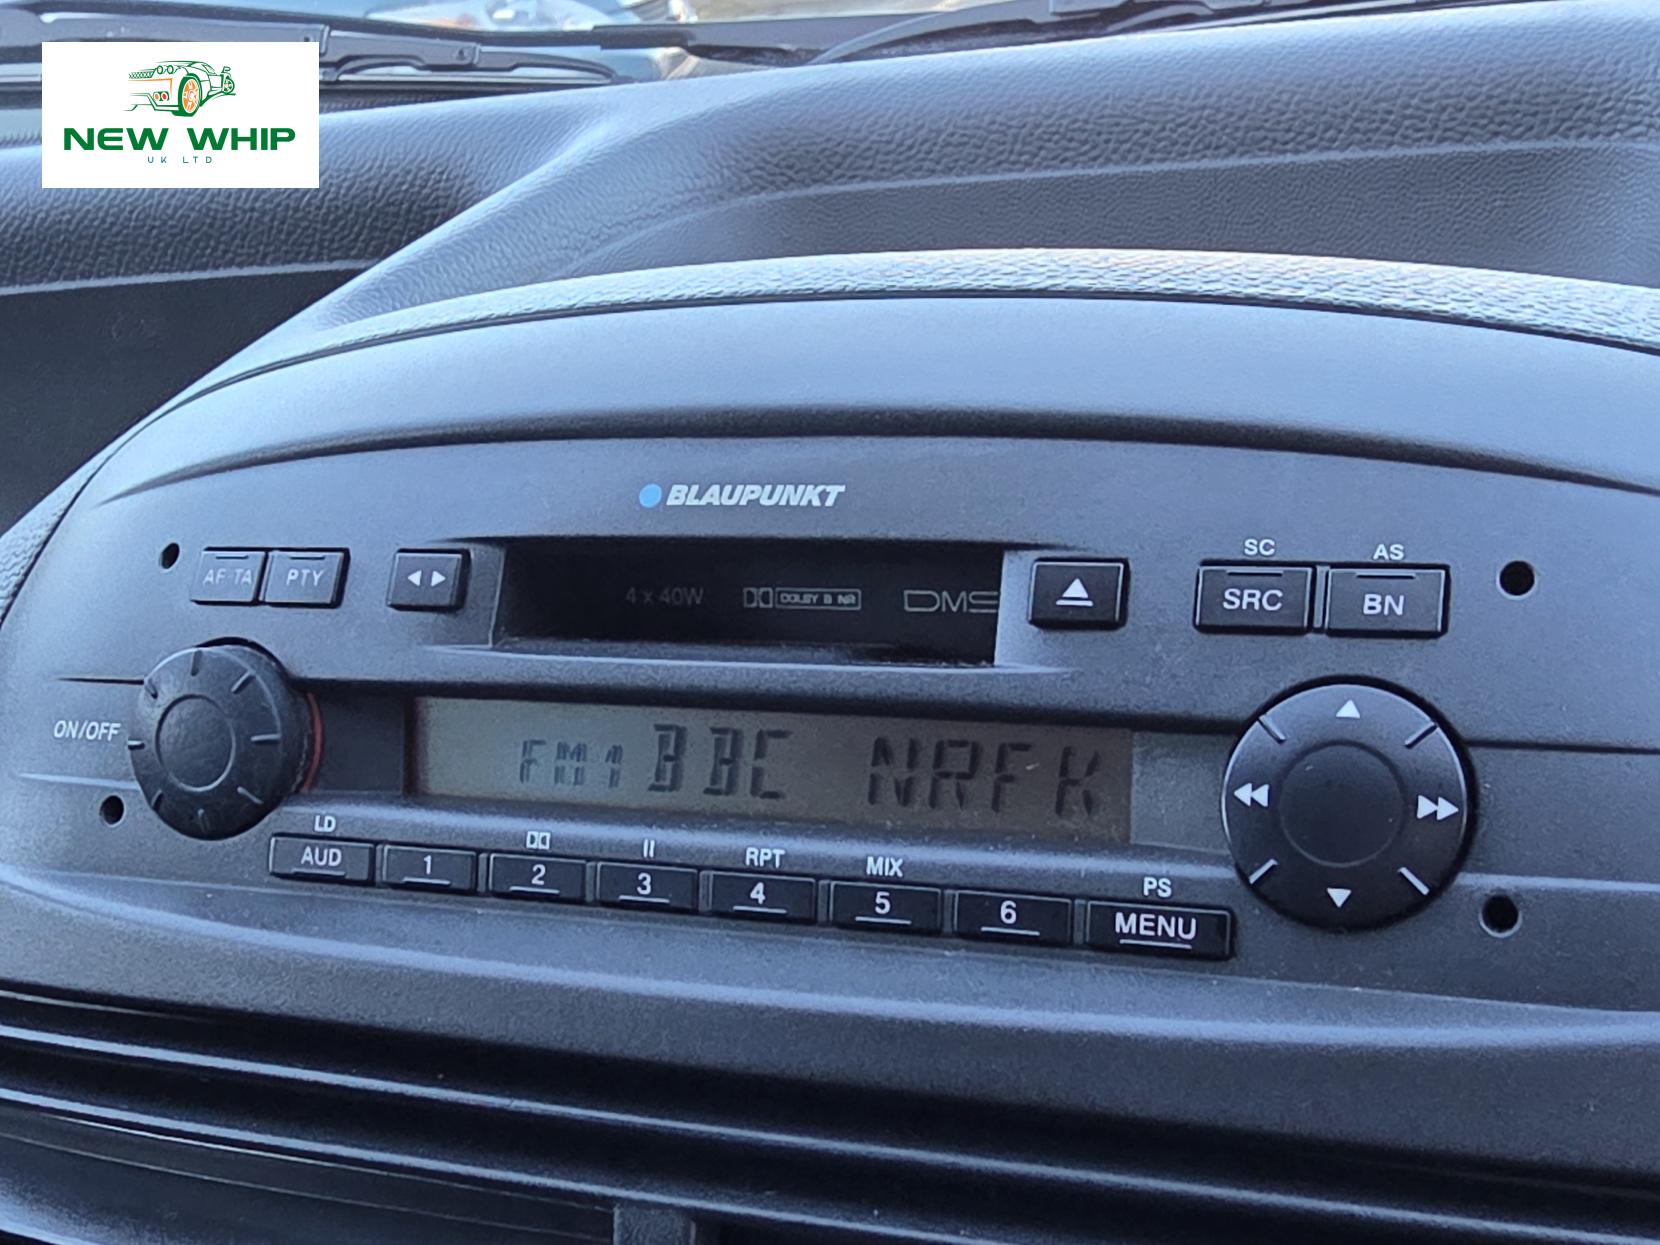 NEW WHIP
UK LTD
BLAUPUNKT
AF·TA PTY
4 x 40W DOLBY B NR DMS
SC AS
SRC BN
ON/OFF
FM1 BBC NRFK
LD RPT MIX PS
AUD 1 2 3 4 5 6 MENU